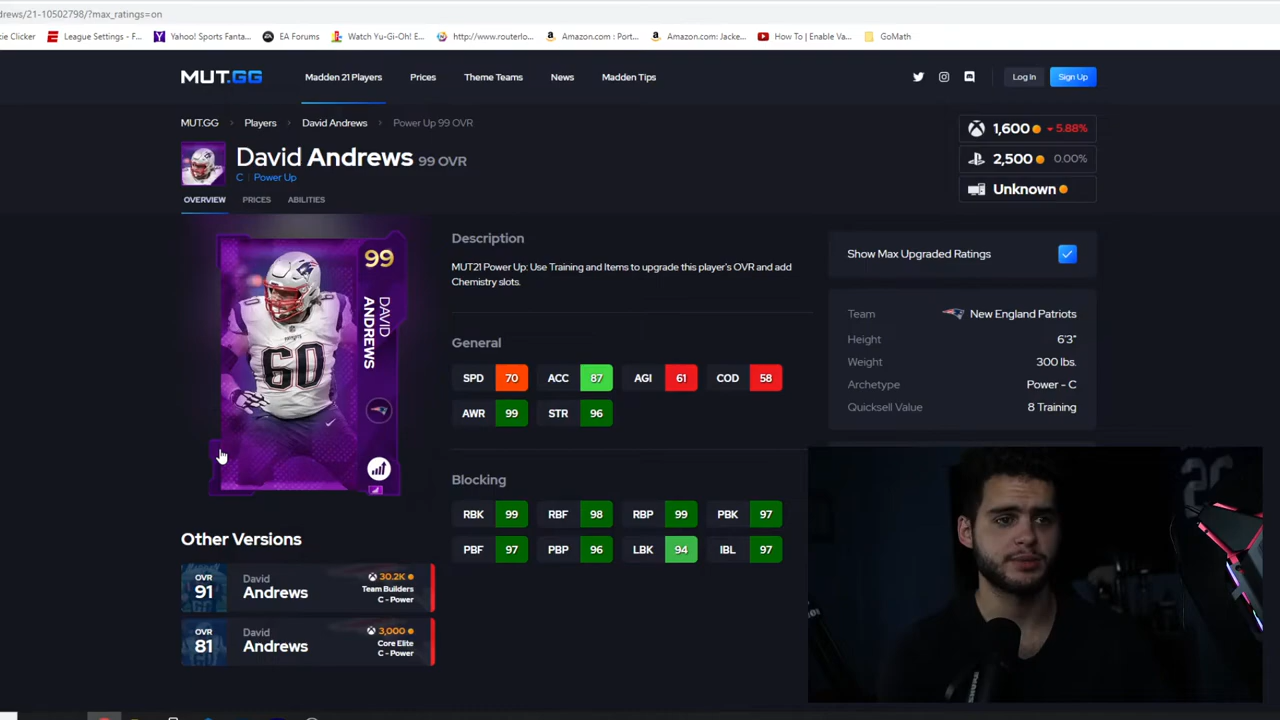 drews/21-10502798/?max_ratings=on
kie Clicker League Settings - F... Yahoo! Sports Fanta... EA Forums Watch Yu-Gi-Oh! E... http://www.routerlo... Amazon.com : Port... Amazon.com: Jacke... How To | Enable Va... GoMath
MUT.GG Madden 21 Players Prices Theme Teams News Madden Tips Log In Sign Up
MUT.GG Players David Andrews Power Up 99 OVR
1,600 5.88%
David Andrews 99 OVR
2,500 0.00%
C Power Up
Unknown
OVERVIEW PRICES ABILITIES
99
DAVID
ANDREWS
60
Description
MUT21 Power Up: Use Training and Items to upgrade this player's OVR and add
Chemistry slots.
Show Max Upgraded Ratings
General
SPD 70 ACC 87 AGI 61 COD 58
AWR 99 STR 96
Team New England Patriots
Height 6'3"
Weight 300 lbs.
Archetype Power - C
Quicksell Value 8 Training
Blocking
RBK 99 RBF 98 RBP 99 PBK 97
PBF 97 PBP 96 LBK 94 IBL 97
Other Versions
OVR
91
David
Andrews
30.2K
Team Builders
C - Power
OVR
81
David
Andrews
3,000
Core Elite
C - Power